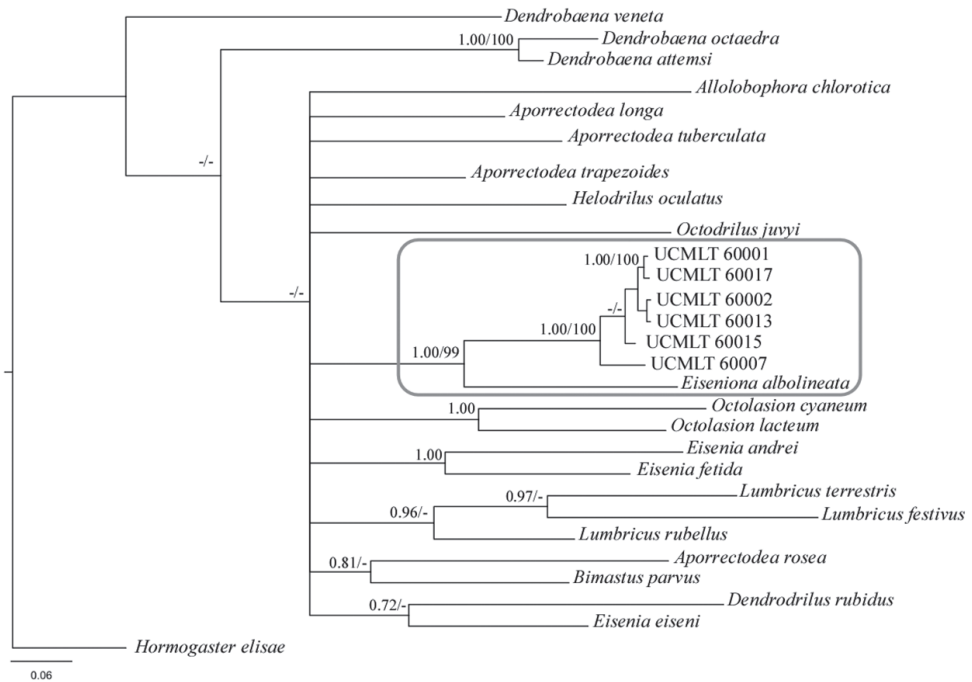 Dendrobaena veneta
1.00/100
Dendrobaena octaedra
Dendrobaena attemsi
Allolobophora chlorotica
Aporrectodea longa
Aporrectodea tuberculata
-/-
Aporrectodea trapezoides
Helodrilus oculatus
Octodrilus juvyi
UCMLT 60001
1.00/100
UCMLT 60017
-/-
UCMLT 60002
-/-
UCMLT 60013
1.00/100
UCMLT 60015
1.00/99
UCMLT 60007
Eiseniona albolineata
1.00
Octolasion cyaneum
Octolasion lacteum
1.00
Eisenia andrei
Eisenia fetida
0.97/-
Lumbricus terrestris
0.96/-
Lumbricus festivus
Lumbricus rubellus
0.81/-
Aporrectodea rosea
Bimastus parvus
0.72/-
Dendrodrilus rubidus
Eisenia eiseni
Hormogaster elisae
0.06